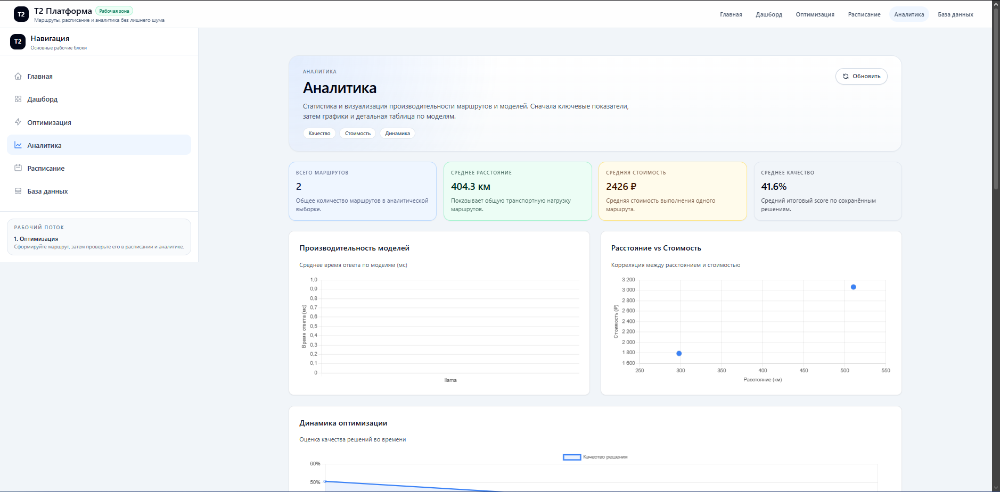 T2
T2 Платформа
Рабочая зона
Маршруты, расписание и аналитика без лишнего шума
Главная
Дашборд
Оптимизация
Расписание
Аналитика
База данных
T2
Навигация
Основные рабочие блоки
Главная
Дашборд
Оптимизация
Аналитика
Расписание
База данных
РАБОЧИЙ ПОТОК
1. Оптимизация
Сформируйте маршрут, затем проверьте его в расписании и аналитике.
АНАЛИТИКА
Аналитика
Статистика и визуализация производительности маршрутов и моделей. Сначала ключевые показатели,
затем графики и детальная таблица по моделям.
Качество
Стоимость
Динамика
Обновить
ВСЕГО МАРШРУТОВ
2
Общее количество маршрутов в аналитической
выборке.
СРЕДНЕЕ РАССТОЯНИЕ
404.3 км
Показывает общую транспортную нагрузку
маршрутов.
СРЕДНЯЯ СТОИМОСТЬ
2426 ₽
Средняя стоимость выполнения одного
маршрута.
СРЕДНЕЕ КАЧЕСТВО
41.6%
Средний итоговый score по сохранённым
решениям.
Производительность моделей
Среднее время ответа по моделям (мс)
Время ответа (мс)
1,0
0,9
0,8
0,7
0,6
0,5
0,4
0,3
0,2
0,1
0
llama
Расстояние vs Стоимость
Корреляция между расстоянием и стоимостью
Стоимость (₽)
3 200
3 000
2 800
2 600
2 400
2 200
2 000
1 800
1 600
250
300
350
400
450
500
550
Расстояние (км)
Динамика оптимизации
Оценка качества решений во времени
Качество решения
60%
50%